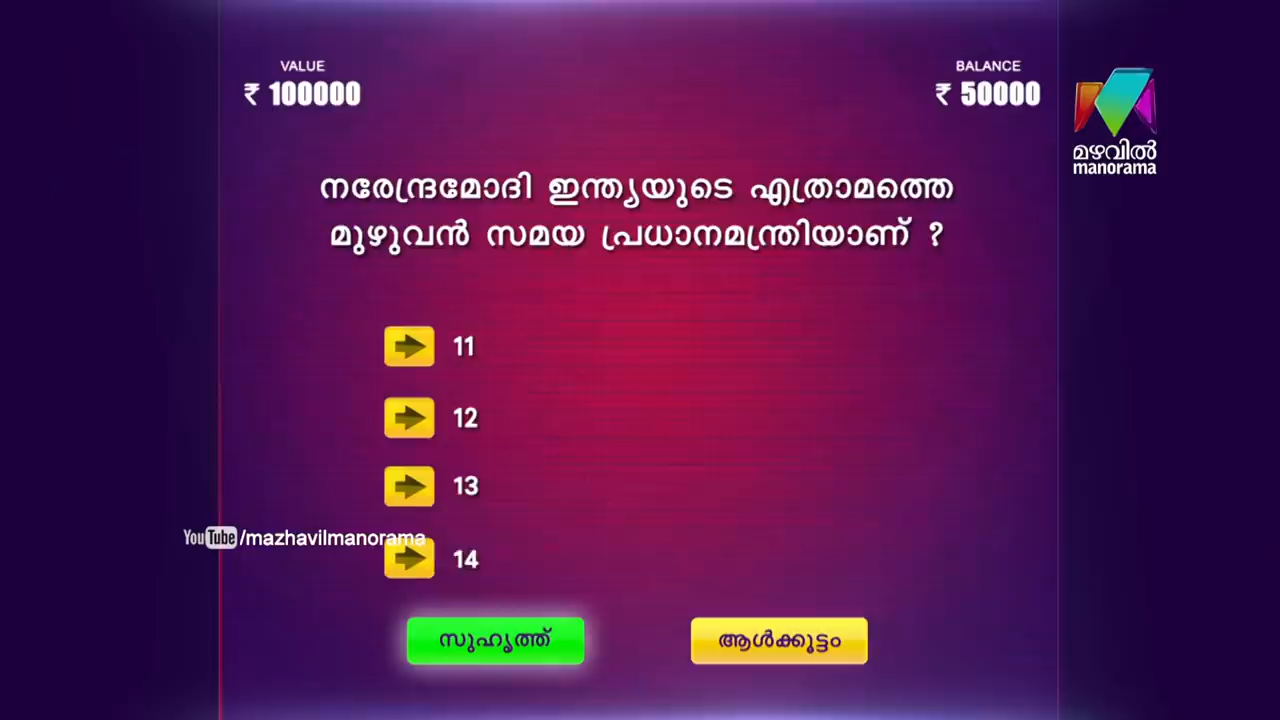 VALUE
₹ 100000
BALANCE
₹ 50000
മഴവിൽ
manorama
നരേന്ദ്രമോദി ഇന്ത്യയുടെ എത്രാമത്തെ
മുഴുവൻ സമയ പ്രധാനമന്ത്രിയാണ് ?
11
12
13
YouTube/mazhavilmanorama
14
സുഹൃത്ത്
ആൾക്കൂട്ടം